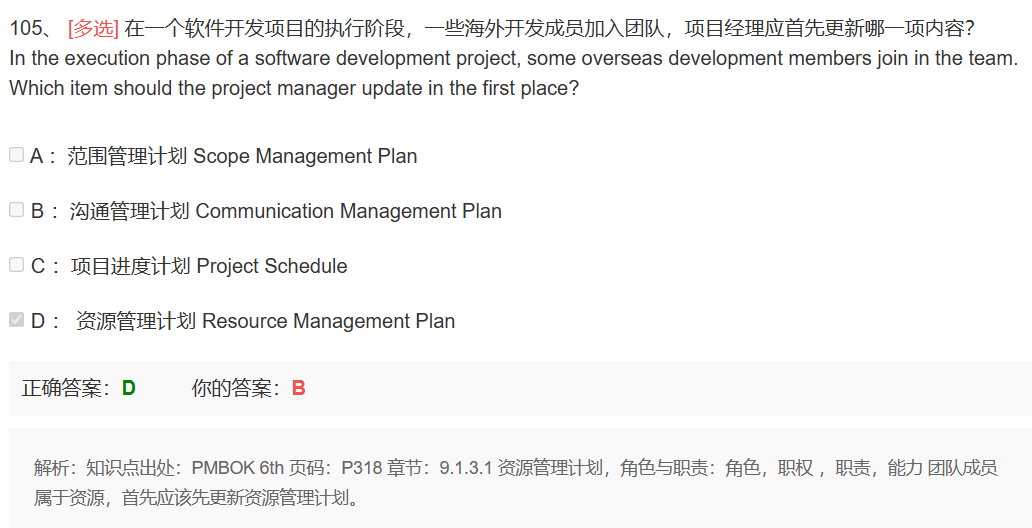 105、 [多选] 在一个软件开发项目的执行阶段，一些海外开发成员加入团队，项目经理应首先更新哪一项内容？
In the execution phase of a software development project, some overseas development members join in the team.
Which item should the project manager update in the first place?
A： 范围管理计划 Scope Management Plan
B： 沟通管理计划 Communication Management Plan
C： 项目进度计划 Project Schedule
D： 资源管理计划 Resource Management Plan
正确答案：D 你的答案：B
解析：知识点出处：PMBOK 6th 页码：P318 章节：9.1.3.1 资源管理计划，角色与职责：角色，职权 ，职责，能力 团队成员
属于资源，首先应该先更新资源管理计划。